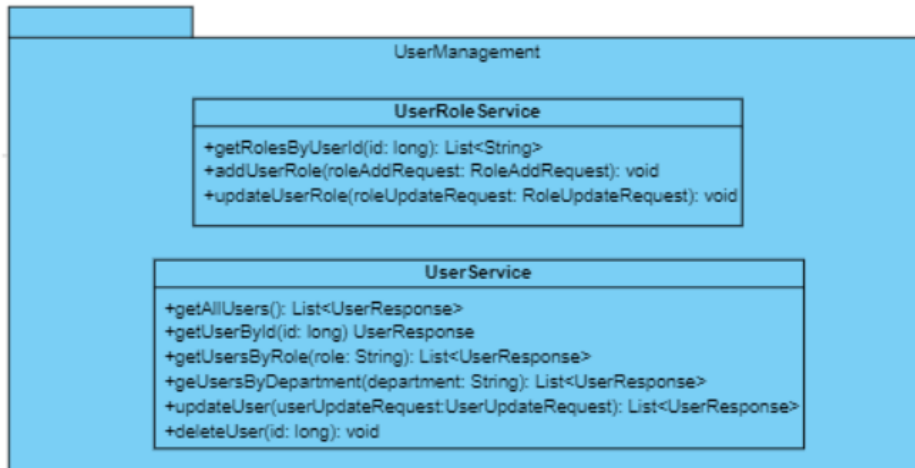 UserManagement
UserRoleService
+getRolesByUserId(id: long): List<String>
+addUserRole(roleAddRequest: RoleAddRequest): void
+updateUserRole(roleUpdateRequest: RoleUpdateRequest): void
UserService
+getAllUsers(): List<UserResponse>
+getUserById(id: long) UserResponse
+getUsersByRole(role: String): List<UserResponse>
+geUsersByDepartment(department: String): List<UserResponse>
+updateUser(userUpdateRequest:UserUpdateRequest): List<UserResponse>
+deleteUser(id: long): void